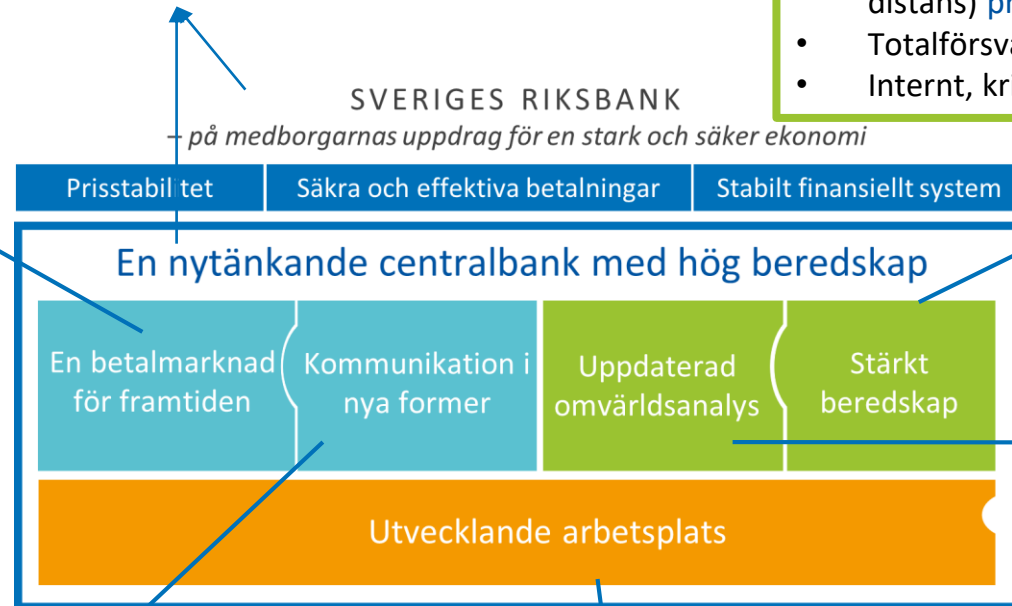 distans)
Totalförsva
Internt, kri
SVERIGES RIKSBANK
– på medborgarnas uppdrag för en stark och säker ekonomi
Prisstabilitet
Säkra och effektiva betalningar
Stabilt finansiellt system
En nytänkande centralbank med hög beredskap
En betalmarknad
för framtiden
Kommunikation i
nya former
Uppdaterad
omvärldsanalys
Stärkt
beredskap
Utvecklande arbetsplats